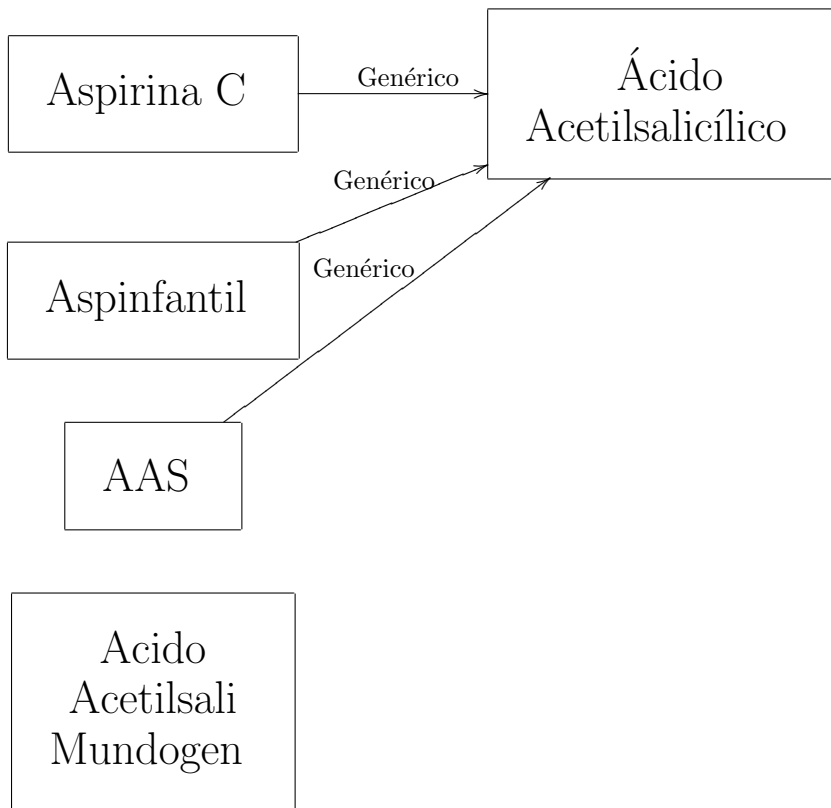 Aspirina C
Genérico
Ácido
Acetilsalicílico
Genérico
Aspinfantil
Genérico
AAS
Acido
Acetilsali
Mundogen